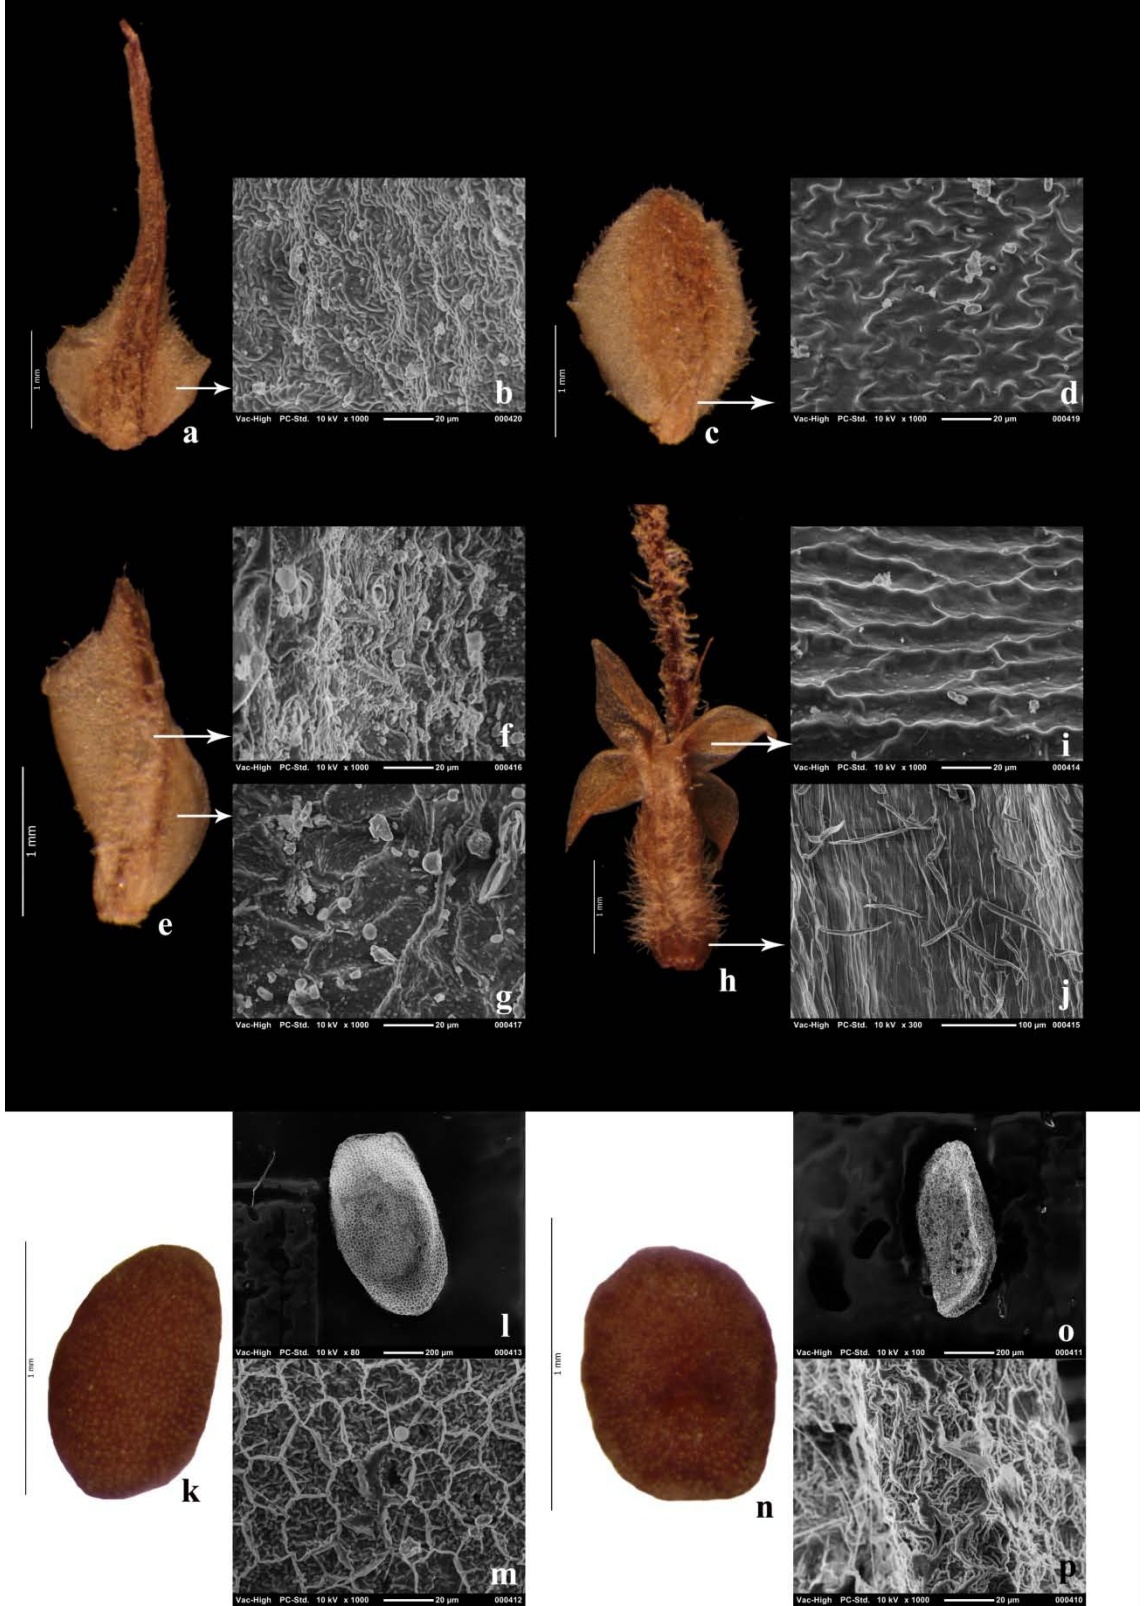 1 mm
a
b
Vac-High PC-Std. 10 kV x 1000 20 µm 000420
1 mm
c
d
Vac-High PC-Std. 10 kV x 1000 20 µm 000419
1 mm
e
f
Vac-High PC-Std. 10 kV x 1000 20 µm 000416
g
Vac-High PC-Std. 10 kV x 1000 20 µm 000417
1 mm
h
i
Vac-High PC-Std. 10 kV x 1000 20 µm 000414
j
Vac-High PC-Std. 10 kV x 300 100 µm 000415
1 mm
k
l
Vac-High PC-Std. 10 kV x 80 200 µm 000413
m
Vac-High PC-Std. 10 kV x 1000 20 µm 000412
1 mm
n
o
Vac-High PC-Std. 10 kV x 100 200 µm 000411
p
Vac-High PC-Std. 10 kV x 1000 20 µm 000410